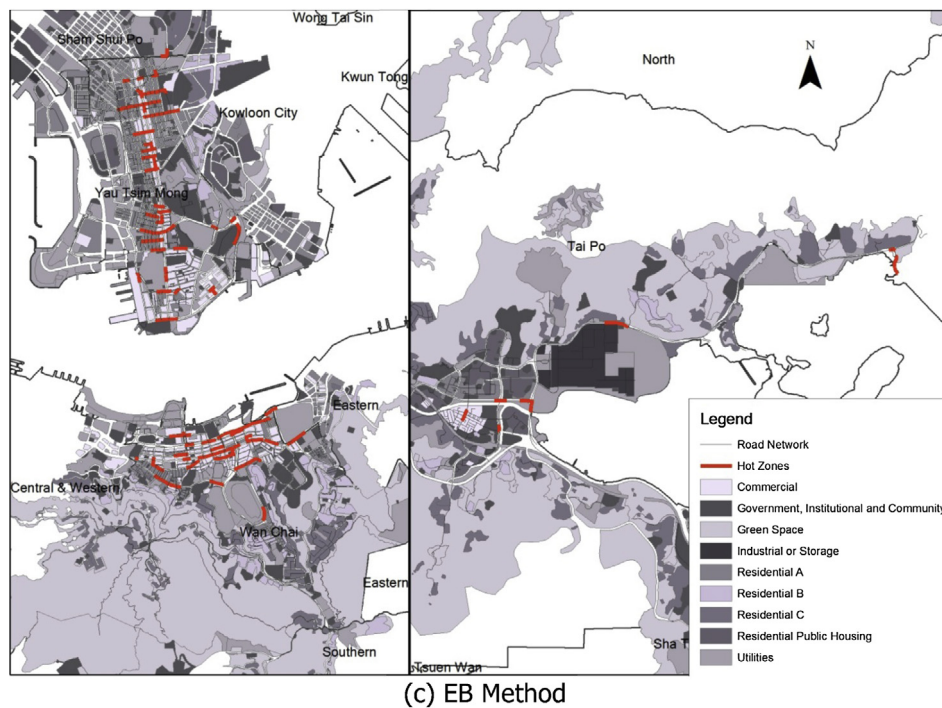 Wong Tai Sin
Sham Shui Po
Kwun Tong
Kowloon City
Yau Tsim Mong
Eastern
Central & Western
Wan Chai
Eastern
Southern
North
N
Tai Po
Sha T
Tsuen Wan
Legend
Road Network
Hot Zones
Commercial
Government, Institutional and Community
Green Space
Industrial or Storage
Residential A
Residential B
Residential C
Residential Public Housing
Utilities
(c) EB Method